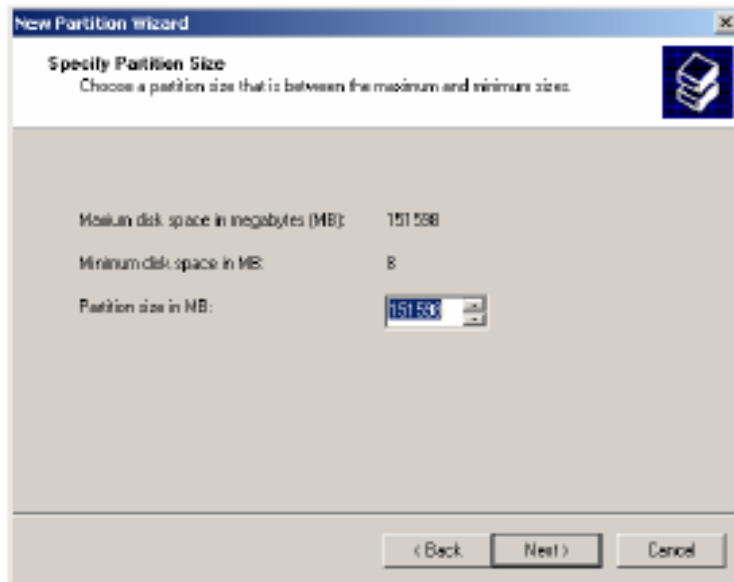 New Partition Wizard
Specify Partition Size
Choose a partition size that is between the maximum and minimum sizes.
Maxium disk space in megabytes (MB): 151598
Minimum disk space in MB: 8
Partition size in MB: 151598
< Back Next > Cancel